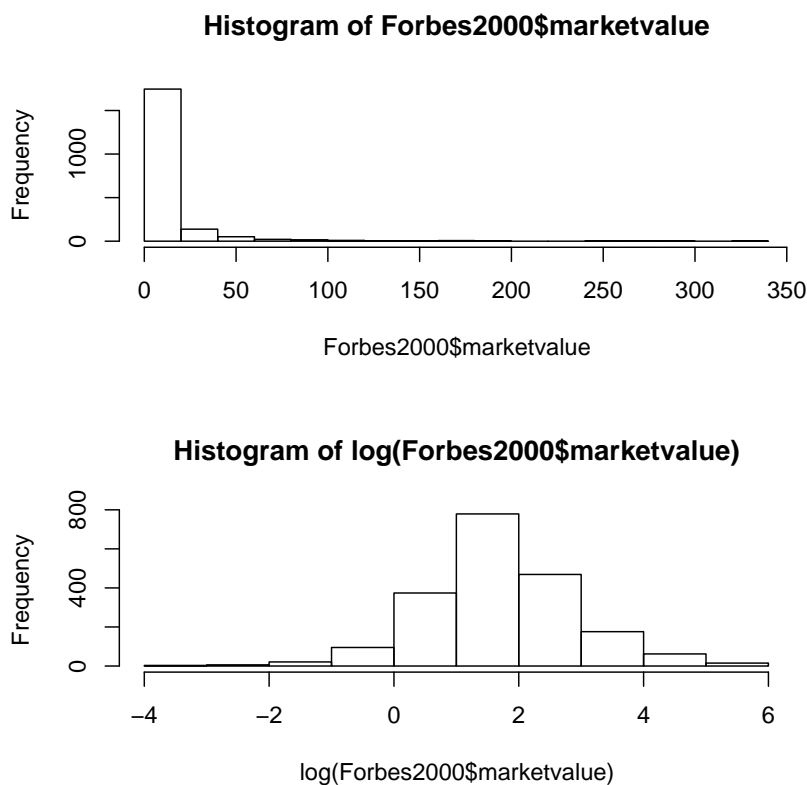 Histogram of Forbes2000$marketvalue
Frequency
0 1000
0 50 100 150 200 250 300 350
Forbes2000$marketvalue
Histogram of log(Forbes2000$marketvalue)
Frequency
0 400 800
−4 −2 0 2 4 6
log(Forbes2000$marketvalue)